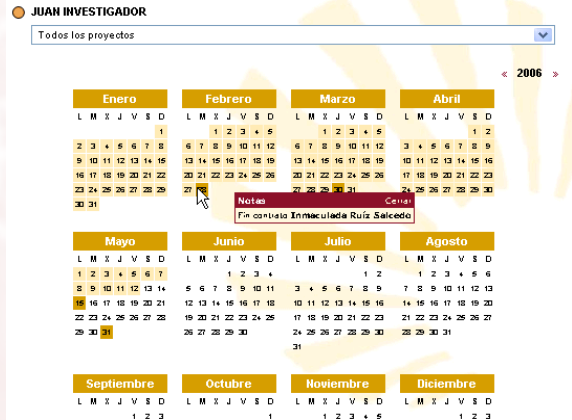 JUAN INVESTIGADOR
Todos los proyectos
« 2006 »
Enero Febrero Marzo Abril
L M X J V S D L M X J V S D L M X J V S D L M X J V S D
1 1 2 3 4 5 1 2 3 4 5 1 2
2 3 4 5 6 7 8 6 7 8 9 10 11 12 6 7 8 9 10 11 12 3 4 5 6 7 8 9
9 10 11 12 13 14 15 13 14 15 16 17 18 19 13 14 15 16 17 18 19 10 11 12 13 14 15 16
16 17 18 19 20 21 22 20 21 22 23 24 25 26 20 21 22 23 24 25 26 17 18 19 20 21 22 23
23 24 25 26 27 28 29 27 28 27 28 29 30 31 24 25 26 27 28 29 30
30 31
Notas Cerrar
Fin contrato Inmaculada Ruíz Salcedo
Mayo Junio Julio Agosto
L M X J V S D L M X J V S D L M X J V S D L M X J V S D
1 2 3 4 5 6 7 1 2 3 4 1 2 1 2 3 4 5 6
8 9 10 11 12 13 14 5 6 7 8 9 10 11 3 4 5 6 7 8 9 7 8 9 10 11 12 13
15 16 17 18 19 20 21 12 13 14 15 16 17 18 10 11 12 13 14 15 16 14 15 16 17 18 19 20
22 23 24 25 26 27 28 19 20 21 22 23 24 25 17 18 19 20 21 22 23 21 22 23 24 25 26 27
29 30 31 26 27 28 29 30 24 25 26 27 28 29 30 28 29 30 31
31
Septiembre Octubre Noviembre Diciembre
L M X J V S D L M X J V S D L M X J V S D L M X J V S D
1 2 3 1 1 2 3 4 5 1 2 3